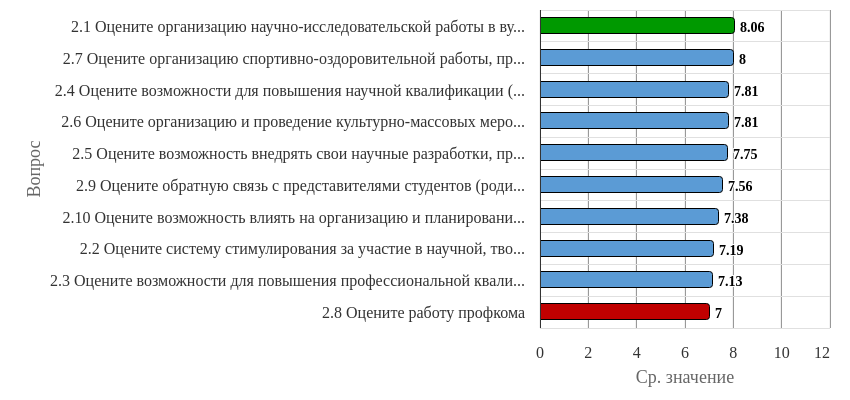 2.1 Оцените организацию научно-исследовательской работы в ву... 8.06
2.7 Оцените организацию спортивно-оздоровительной работы, пр... 8
2.4 Оцените возможности для повышения научной квалификации (... 7.81
2.6 Оцените организацию и проведение культурно-массовых меро... 7.81
2.5 Оцените возможность внедрять свои научные разработки, пр... 7.75
2.9 Оцените обратную связь с представителями студентов (роди... 7.56
2.10 Оцените возможность влиять на организацию и планировани... 7.38
2.2 Оцените систему стимулирования за участие в научной, тво... 7.19
2.3 Оцените возможности для повышения профессиональной квали... 7.13
2.8 Оцените работу профкома 7
Вопрос
0 2 4 6 8 10 12
Ср. значение